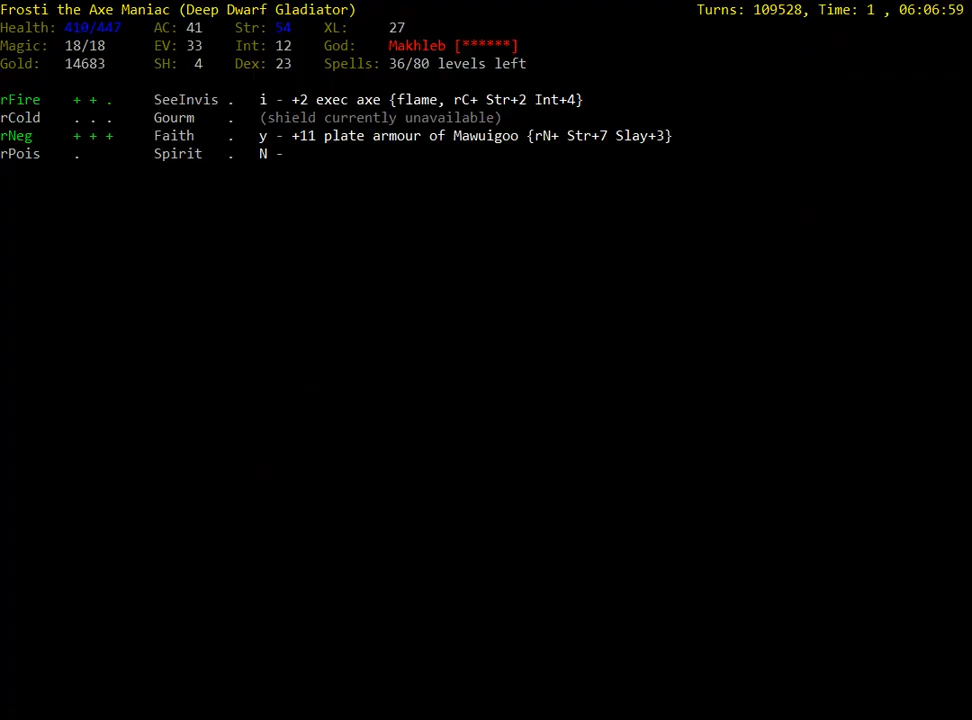 Frosti the Axe Maniac (Deep Dwarf Gladiator) Turns: 109528, Time: 1 , 06:06:59
Health: 410/447 AC: 41 Str: 54 XL: 27
Magic: 18/18 EV: 33 Int: 12 God: Makhleb [******]
Gold: 14683 SH: 4 Dex: 23 Spells: 36/80 levels left
rFire + + . SeeInvis . i - +2 exec axe {flame, rC+ Str+2 Int+4}
rCold . . . Gourm . (shield currently unavailable)
rNeg + + + Faith . y - +11 plate armour of Mawuigoo {rN+ Str+7 Slay+3}
rPois . Spirit . N -